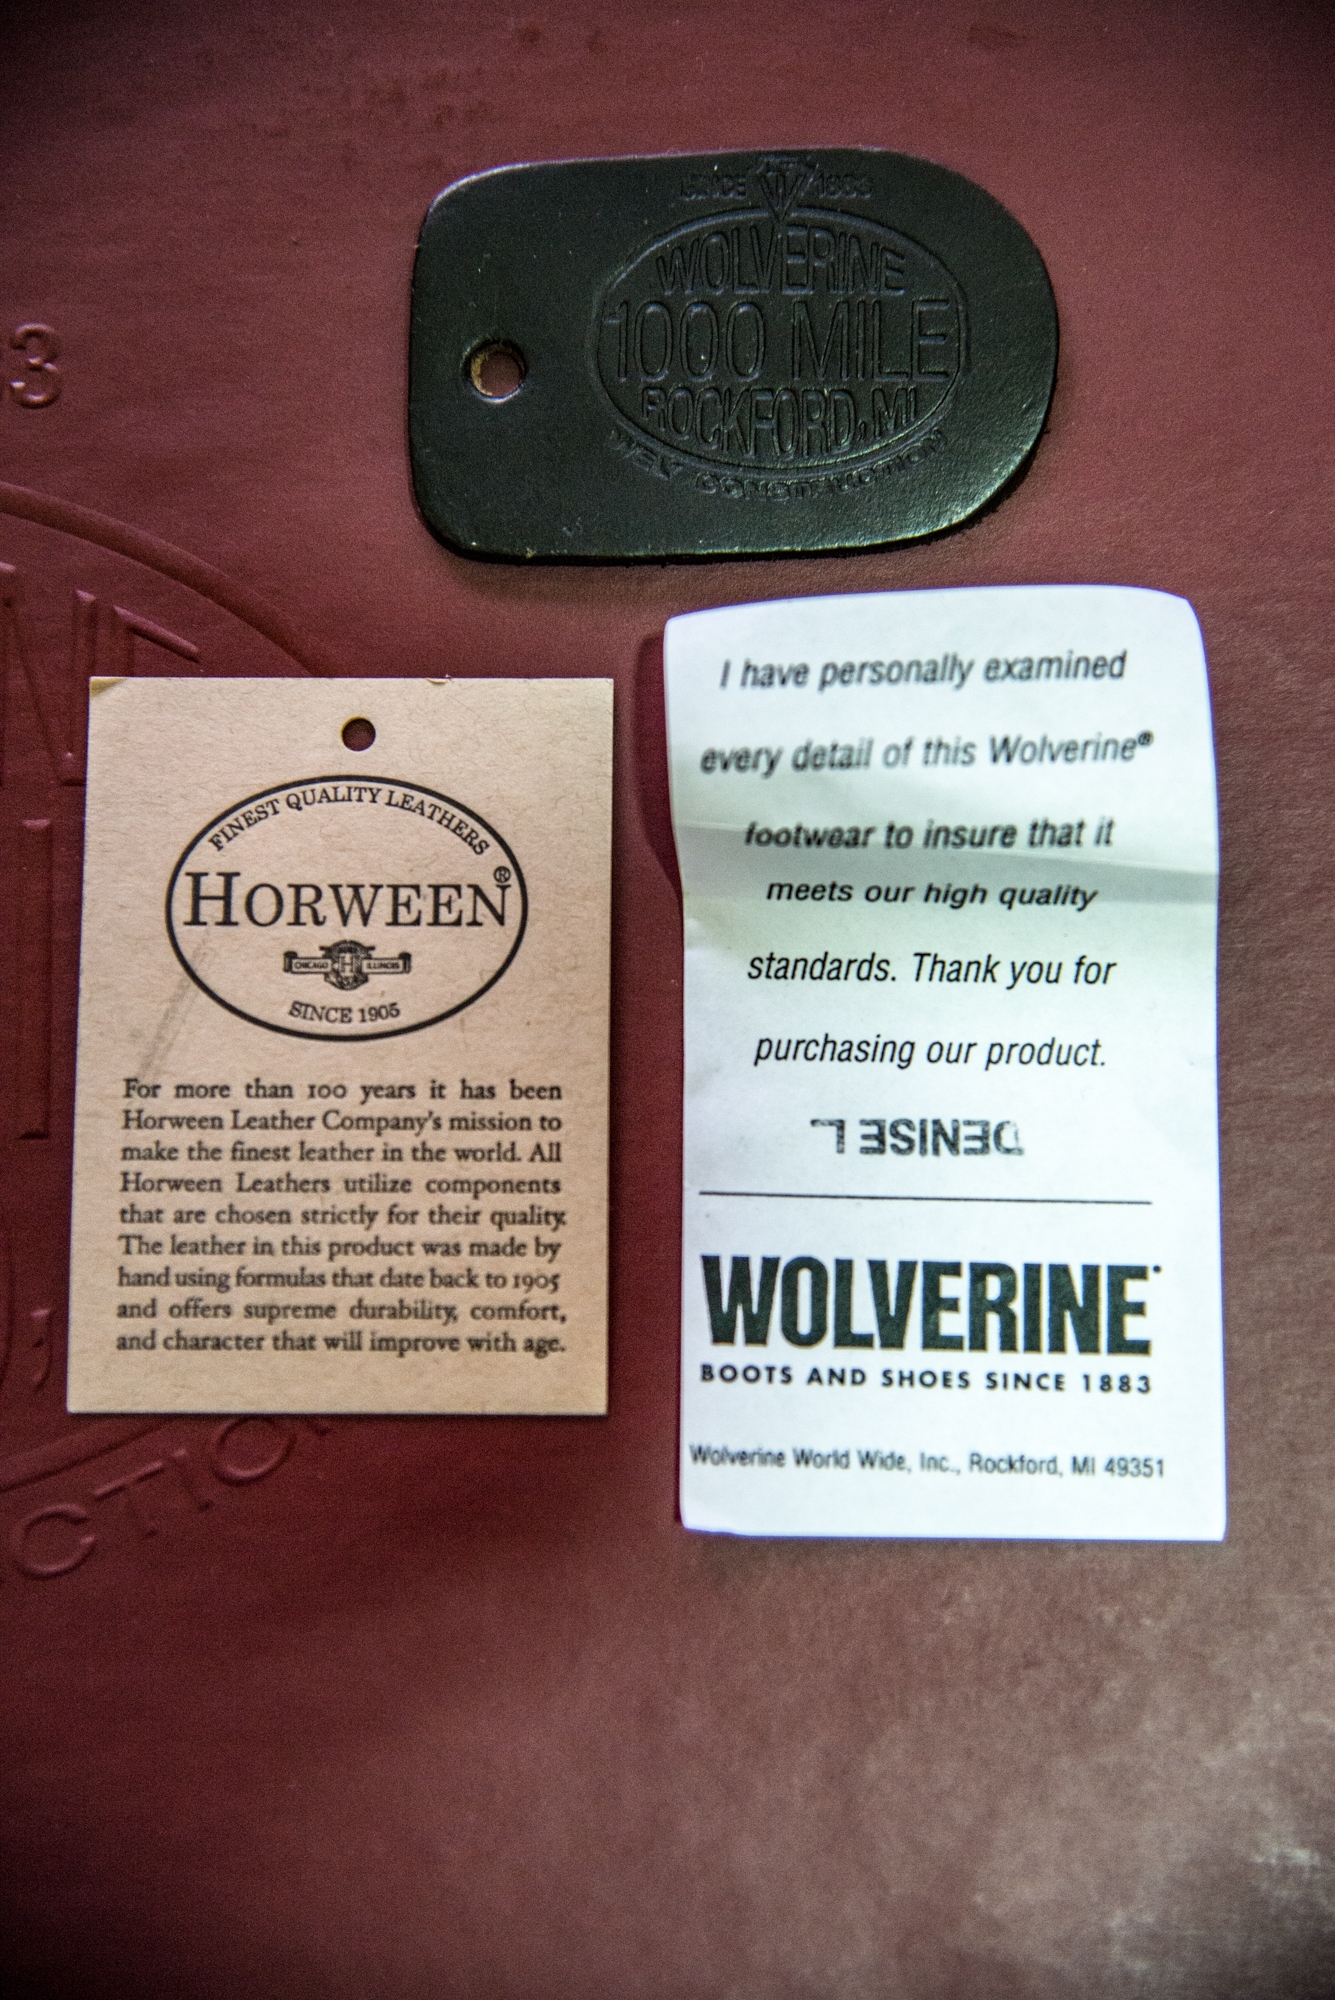 SINCE 1883
WOLVERINE
1000 MILE
ROCKFORD, MI
CONSTRUCTION
FINEST QUALITY LEATHERS
HORWEEN®
CHICAGO H ILLINOIS
USA
SINCE 1905
For more than 100 years it has been
Horween Leather Company's mission to
make the finest leather in the world. All
Horween Leathers utilize components
that are chosen strictly for their quality.
The leather in this product was made by
hand using formulas that date back to 1905
and offers supreme durability, comfort,
and character that will improve with age.
I have personally examined
every detail of this Wolverine®
footwear to insure that it
meets our high quality
standards. Thank you for
purchasing our product.
DENISE L
WOLVERINE
BOOTS AND SHOES SINCE 1883
Wolverine World Wide, Inc., Rockford, MI 49351
3
CTION